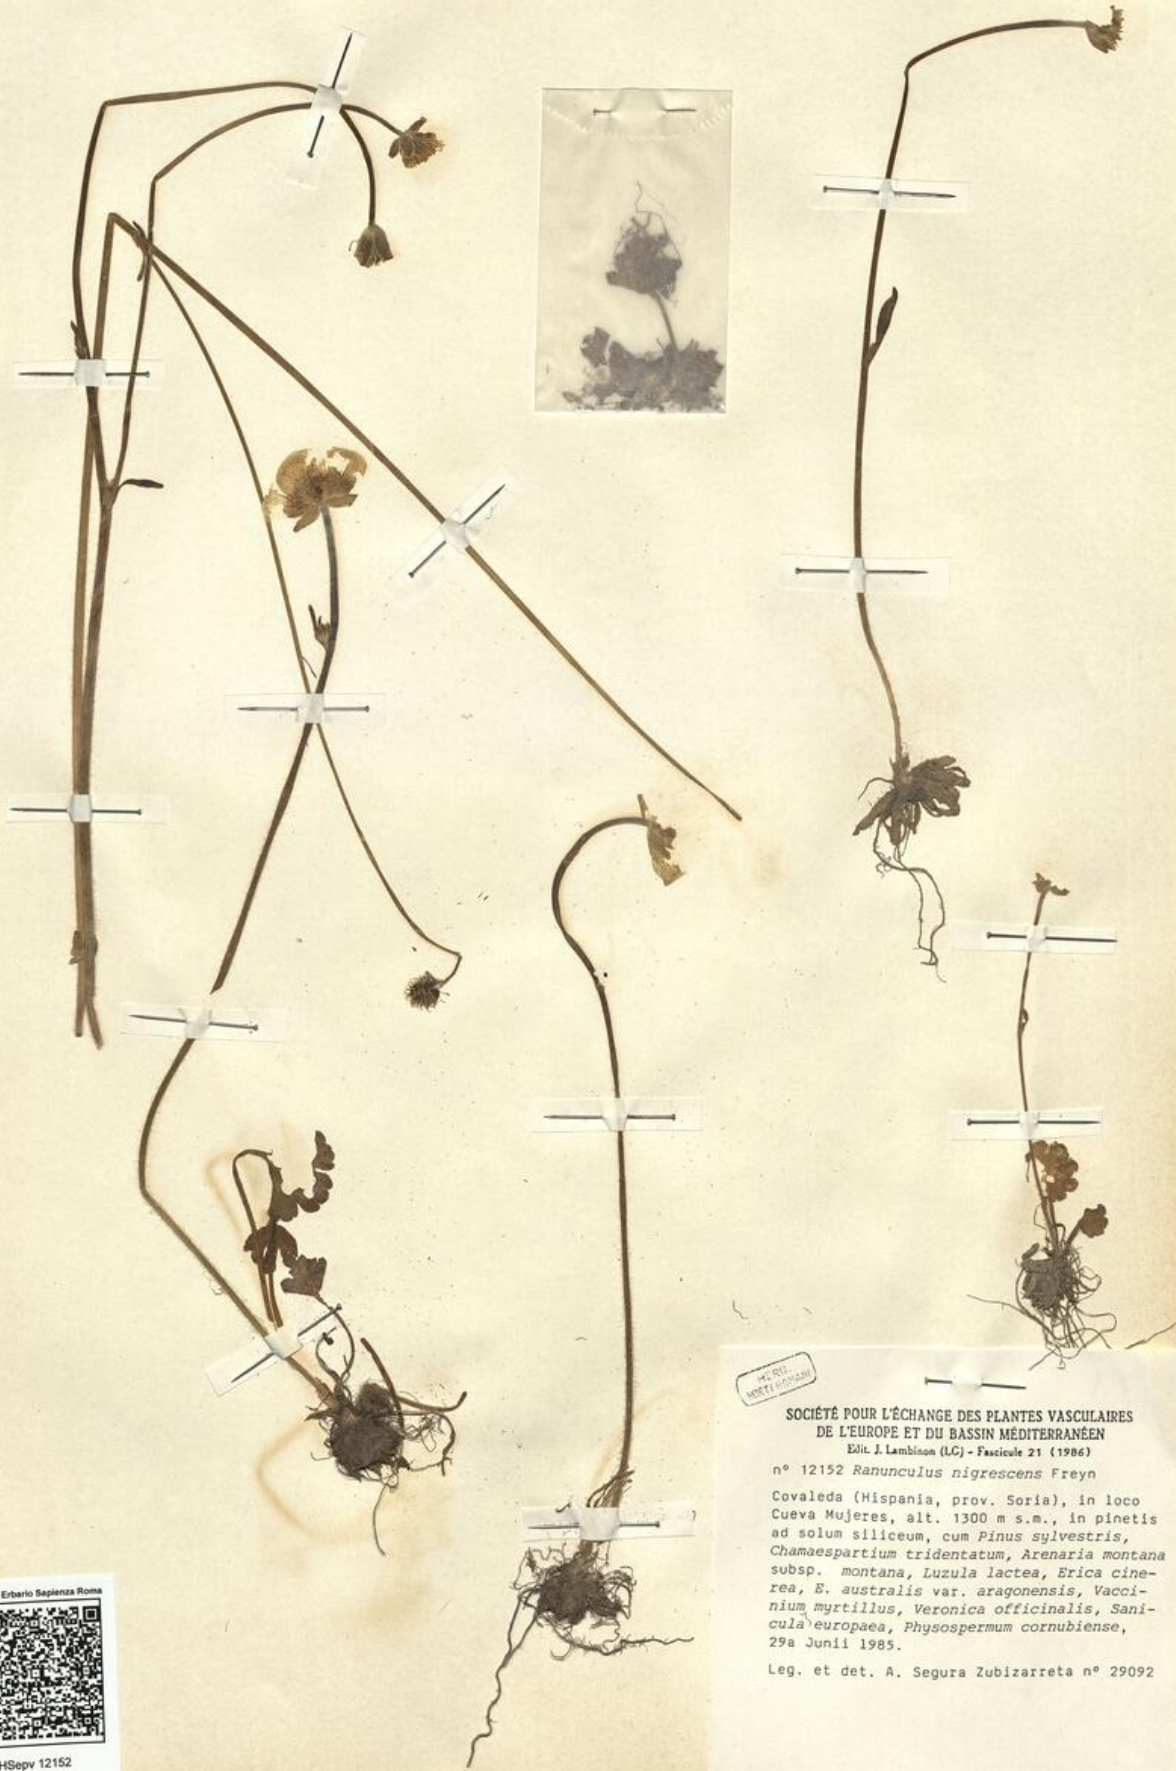 HERB.
HORTI ROMANI
SOCIÉTÉ POUR L'ÉCHANGE DES PLANTES VASCULAIRES
DE L'EUROPE ET DU BASSIN MÉDITERRANÉEN
Edit. J. Lambinon (LG) - Fascicule 21 (1986)
n° 12152 Ranunculus nigrescens Freyn
Covaleda (Hispania, prov. Soria), in loco
Cueva Mujeres, alt. 1300 m s.m., in pinetis
ad solum siliceum, cum Pinus sylvestris,
Chamaespartium tridentatum, Arenaria montana
subsp. montana, Luzula lactea, Erica cine-
rea, E. australis var. aragonensis, Vacci-
nium myrtillus, Veronica officinalis, Sani-
cula europaea, Physospermum cornubiense,
29a Junii 1985.
Leg. et det. A. Segura Zubizarreta n° 29092
Erbario Sapienza Roma
HSepv 12152